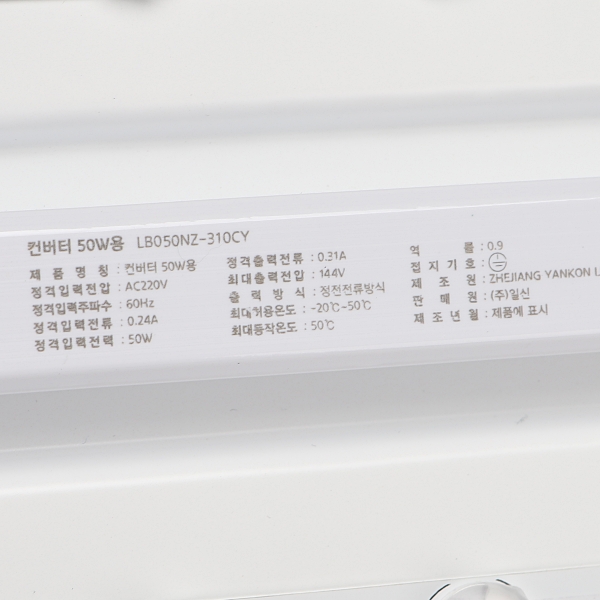 컨버터 50W용 LB050NZ-310CY
제 품 명 칭 : 컨버터 50W용
정격입력전압 : AC220V
정격입력주파수 : 60Hz
정격입력전류 : 0.24A
정격입력전력 : 50W
정격출력전류 : 0.31A
최대출력전압 : 144V
출 력 방 식 : 정전류방식
최대허용온도 : -20℃~50℃
최대동작온도 : 50℃
역 률 : 0.9
접 지 기 호 :
제 조 원 : ZHEJIANG YANKON L
판 매 원 : (주)일신
제 조 년 월 : 제품에 표시